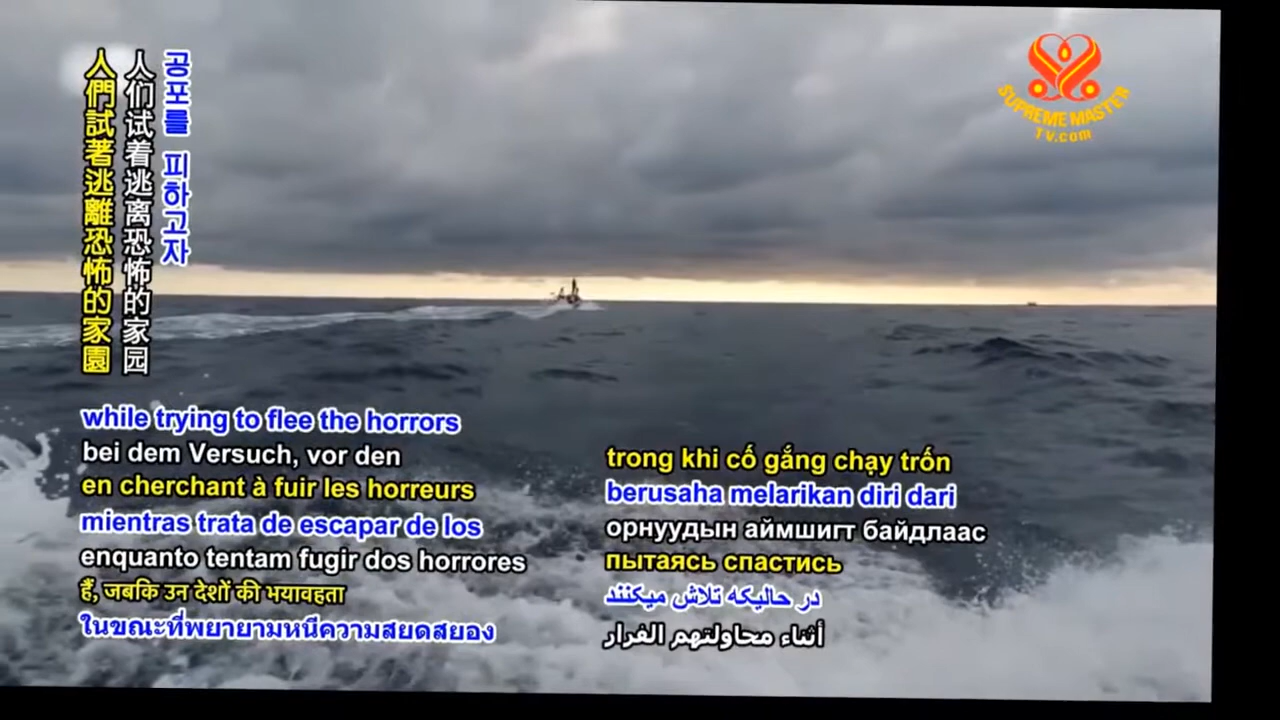 人們試著逃離恐怖的家園
人们试着逃离恐怖的家园
공포를 피하고자
SUPREME MASTER
TV.com
while trying to flee the horrors
bei dem Versuch, vor den
en cherchant à fuir les horreurs
mientras trata de escapar de los
enquanto tentam fugir dos horrores
हैं, जबकि उन देशों की भयावहता
ในขณะที่พยายามหนีความสยดสยอง
trong khi cố gắng chạy trốn
berusaha melarikan diri dari
орнуудын аймшигт байдлаас
пытаясь спастись
در حالیکه تلاش میکنند
أثناء محاولتهم الفرار